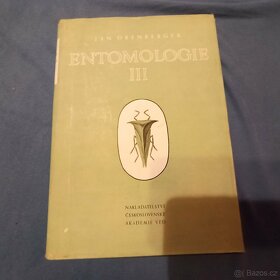 JAN OBENBERGER
ENTOMOLOGIE
III
NAKLADATELSTVÍ
ČESKOSLOVENSKÉ
AKADEMIE VĚD
bazos.cz